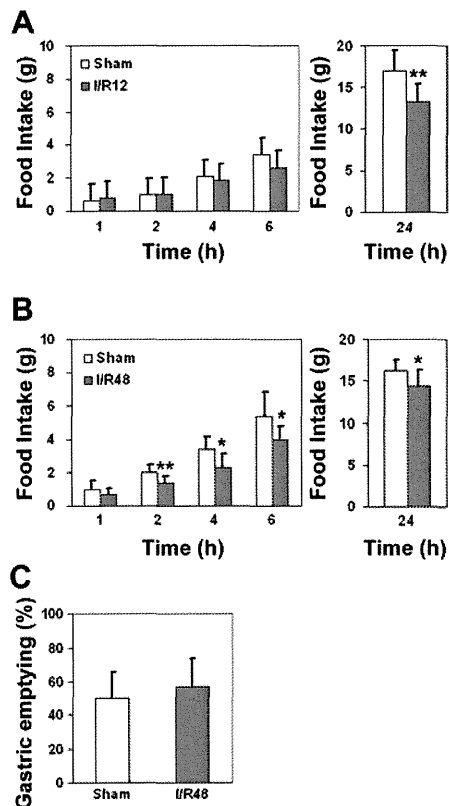 A
Food Intake (g)
10
8
6
4
2
0
Sham
I/R12
1 2 4 6
Time (h)
Food Intake (g)
20
15
10
5
0
**
24
Time (h)
B
Food Intake (g)
10
8
6
4
2
0
Sham
I/R48
**
*
*
1 2 4 6
Time (h)
Food Intake (g)
20
15
10
5
0
*
24
Time (h)
C
Gastric emptying (%)
100
80
60
40
20
0
Sham I/R48